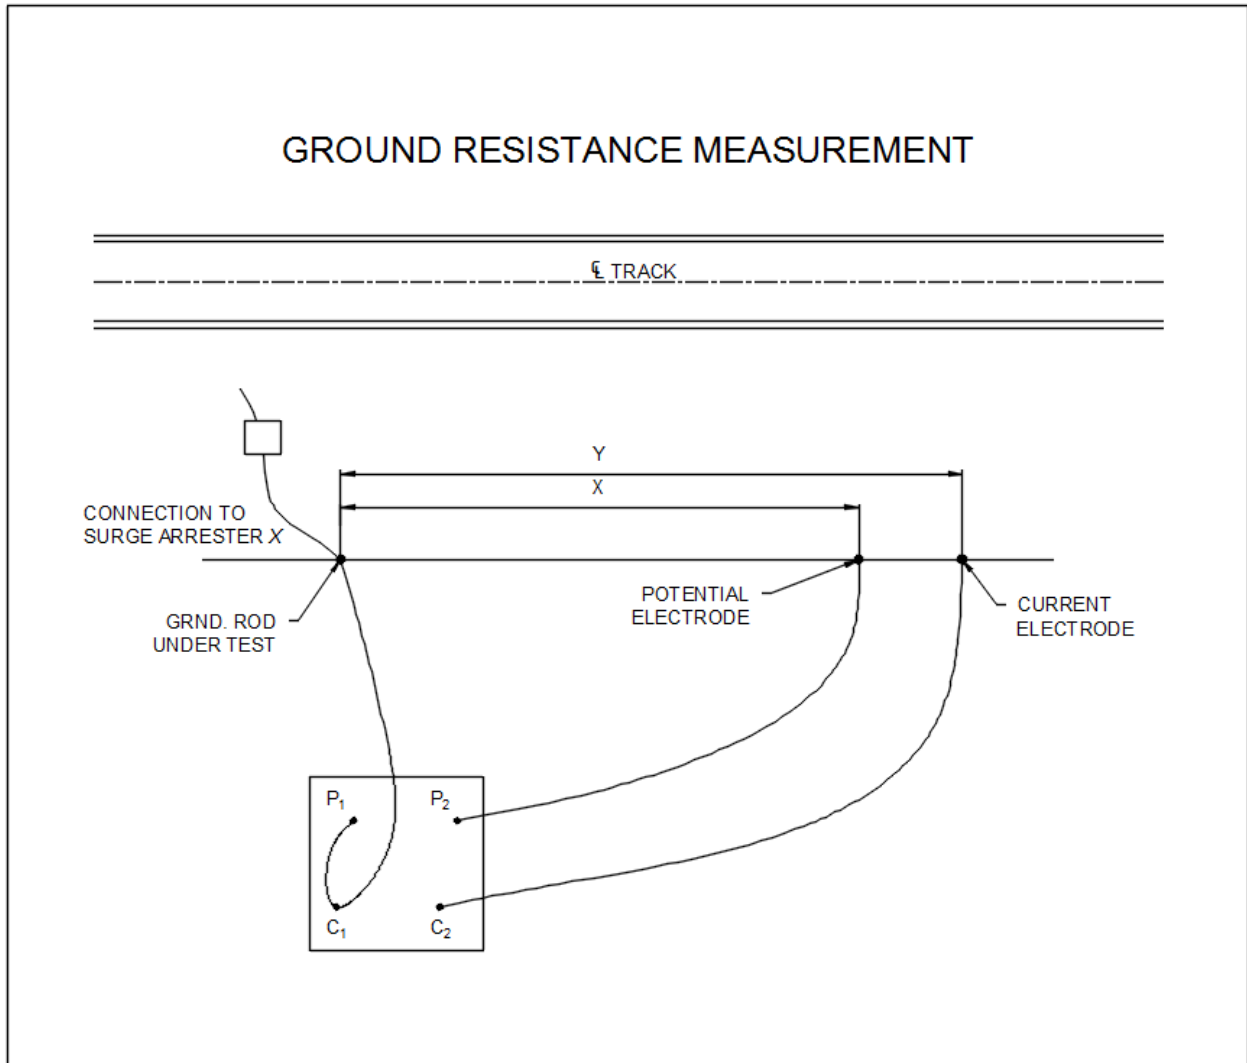 GROUND RESISTANCE MEASUREMENT
℄ TRACK
Y
X
CONNECTION TO
SURGE ARRESTER X
POTENTIAL
ELECTRODE
CURRENT
ELECTRODE
GRND. ROD
UNDER TEST
P₁
P₂
C₁
C₂